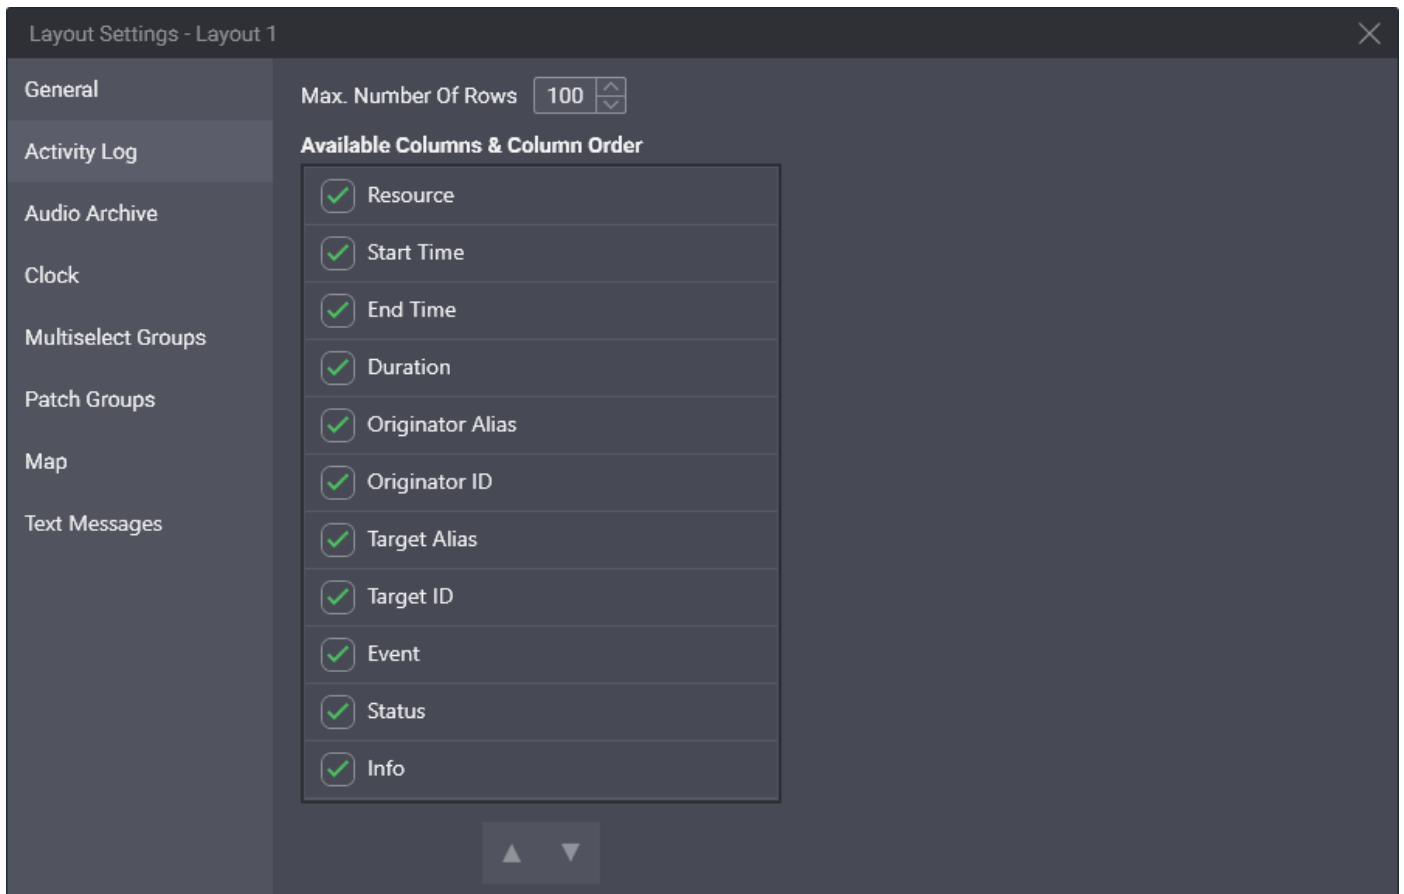 Layout Settings - Layout 1
General
Activity Log
Audio Archive
Clock
Multiselect Groups
Patch Groups
Map
Text Messages
Max. Number Of Rows 100
Available Columns & Column Order
Resource
Start Time
End Time
Duration
Originator Alias
Originator ID
Target Alias
Target ID
Event
Status
Info